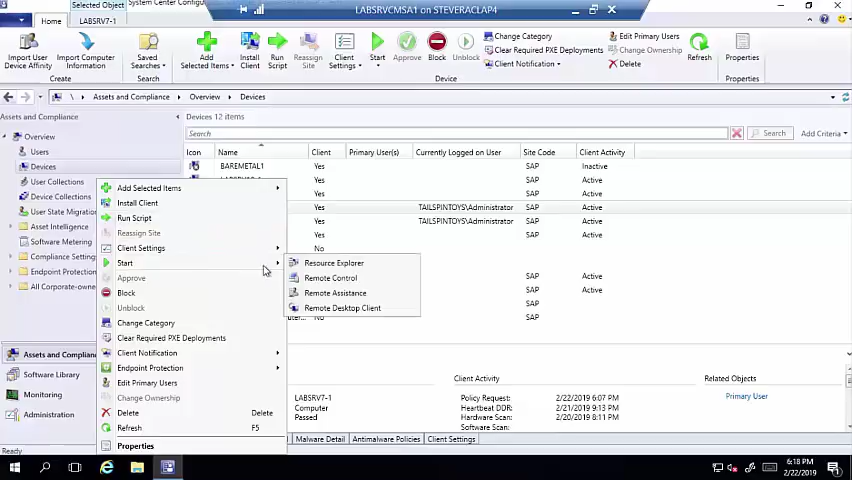 Selected Object
System Center Configu
LABSRVCMSA1 on STEVERACLAP4
Home
LABSRV7-1
Import User
Device Affinity
Import Computer
Information
Create
Saved
Searches
Search
Add
Selected Items
Install
Client
Run
Script
Reassign
Site
Client
Settings
Start
Approve
Block
Unblock
Change Category
Clear Required PXE Deployments
Client Notification
Edit Primary Users
Change Ownership
Delete
Device
Refresh
Properties
Properties
\ Assets and Compliance Overview Devices
Assets and Compliance
Overview
Users
Devices
User Collections
Device Collections
User State Migratio
Asset Intelligence
Software Metering
Compliance Setting
Endpoint Protectio
All Corporate-owne
Assets and Complian
Software Library
Monitoring
Administration
Ready
Devices 12 items
Search
Search
Add Criteria
Icon Name Client Primary User(s) Currently Logged on User Site Code Client Activity
BAREMETAL1 Yes SAP Inactive
Yes SAP Active
Yes SAP Active
Yes TAILSPINTOYS\Administrator SAP Active
Yes TAILSPINTOYS\Administrator SAP Active
No SAP
SAP
SAP Active
SAP Active
SAP
No SAP
Add Selected Items
Install Client
Run Script
Reassign Site
Client Settings
Start
Approve
Block
Unblock
Change Category
Clear Required PXE Deployments
Client Notification
Endpoint Protection
Edit Primary Users
Change Ownership
Delete Delete
Refresh F5
Properties
Resource Explorer
Remote Control
Remote Assistance
Remote Desktop Client
LABSRV7-1
Computer
Passed
Client Activity
Policy Request: 2/22/2019 6:07 PM
Heartbeat DDR: 2/21/2019 9:13 PM
Hardware Scan: 2/20/2019 8:11 PM
Software Scan:
Related Objects
Primary User
Malware Detail Antimalware Policies Client Settings
6:18 PM
2/22/2019